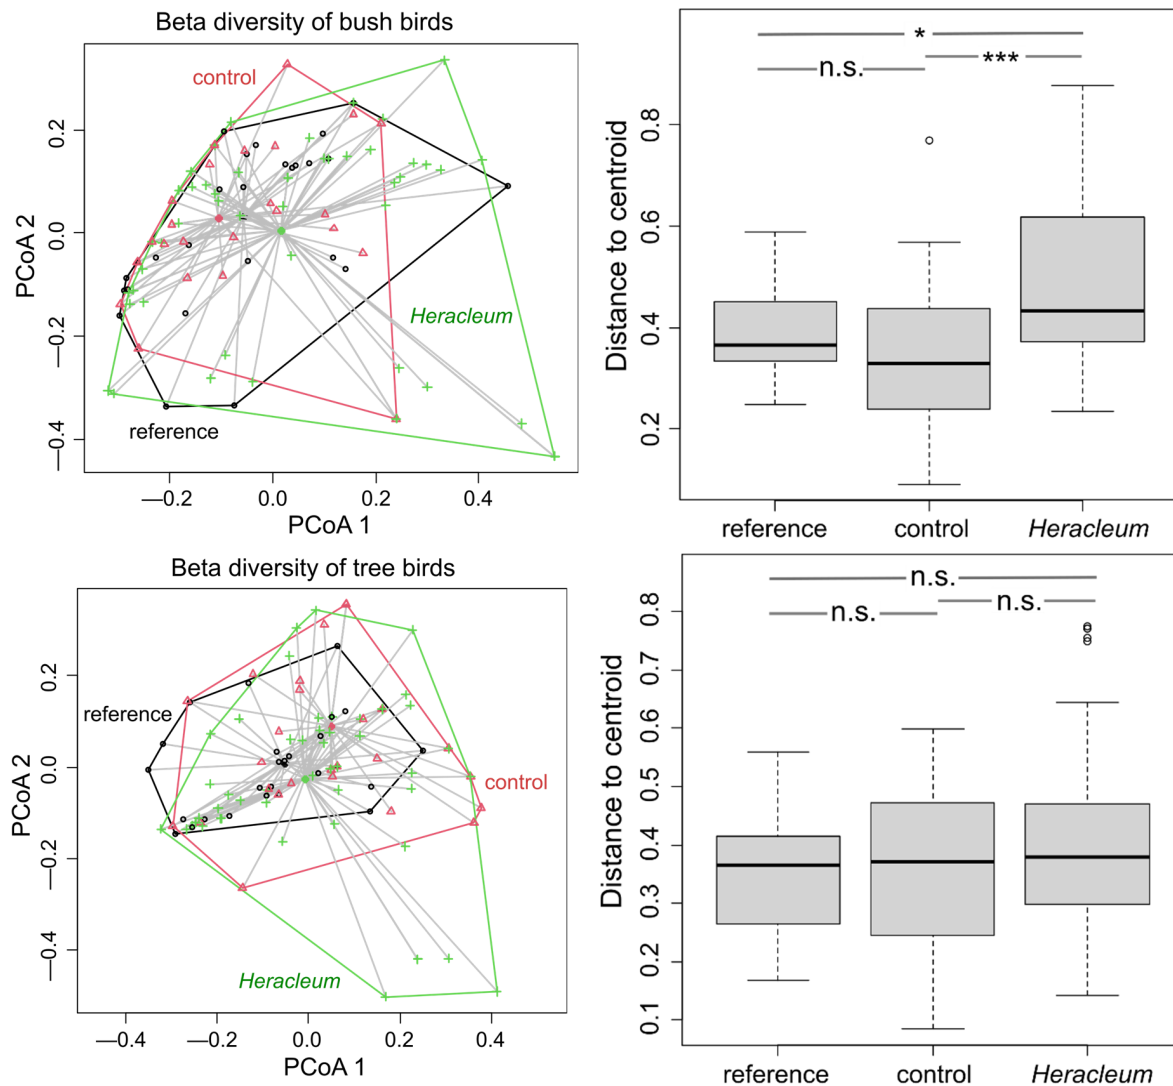 Beta diversity of bush birds
control
Heracleum
reference
PCoA 2
0.2
0.0
—0.2
—0.4
—0.2
0.0
0.2
0.4
PCoA 1
*
n.s.
***
Distance to centroid
0.8
0.6
0.4
0.2
reference
control
Heracleum
Beta diversity of tree birds
reference
control
Heracleum
PCoA 2
0.2
0.0
—0.2
—0.4
—0.4
—0.2
0.0
0.2
0.4
PCoA 1
n.s.
n.s.
n.s.
Distance to centroid
0.8
0.7
0.6
0.5
0.4
0.3
0.2
0.1
reference
control
Heracleum